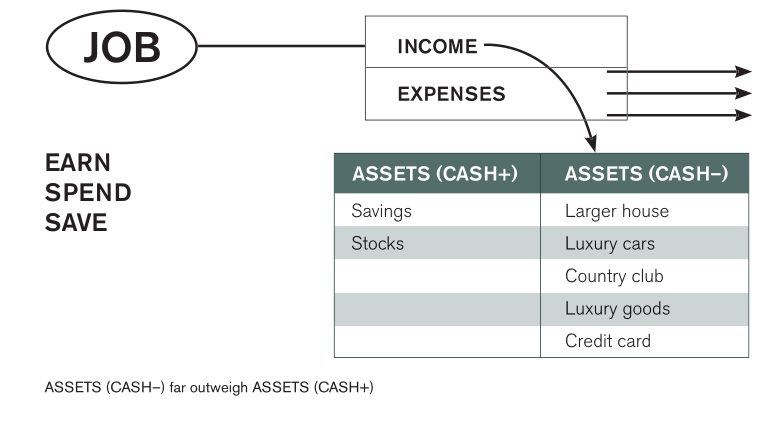 JOB
INCOME
EXPENSES
EARN
SPEND
SAVE
ASSETS (CASH+) ASSETS (CASH–)
Savings Larger house
Stocks Luxury cars
Country club
Luxury goods
Credit card
ASSETS (CASH–) far outweigh ASSETS (CASH+)